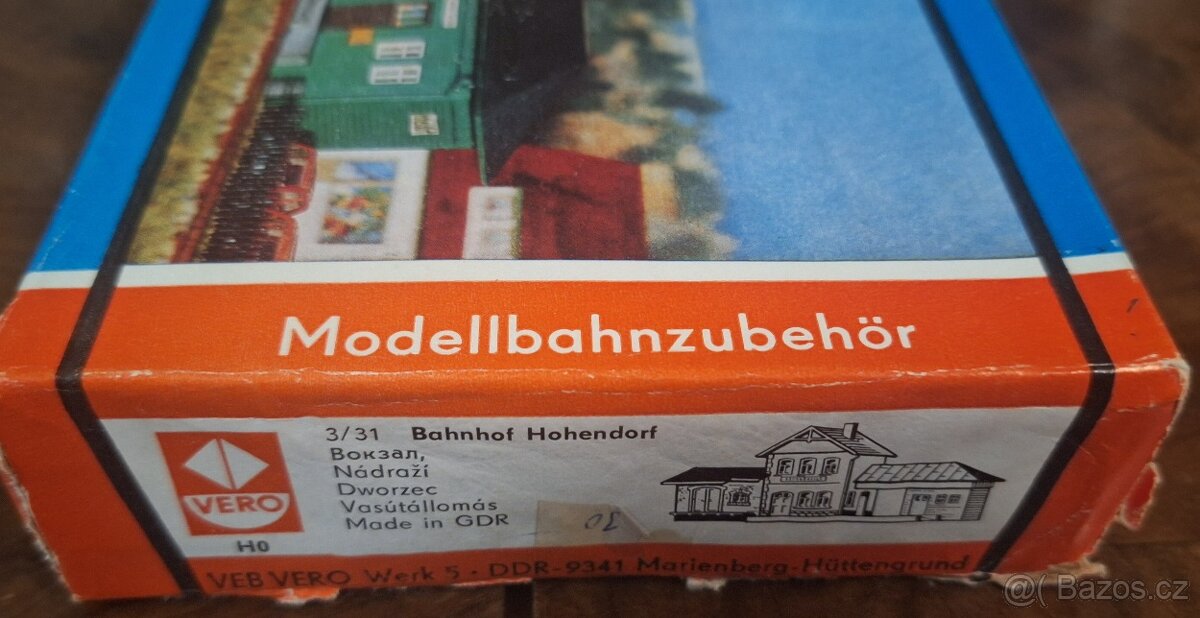 Modellbahnzubehör
3/31 Bahnhof Hohendorf
Вокзал,
Nádraží
Dworzec
Vasútállomás
Made in GDR
VERO
H0
30
VEB VERO Werk 5 · DDR-9341 Marienberg-Hüttengrund
@( Bazos.cz